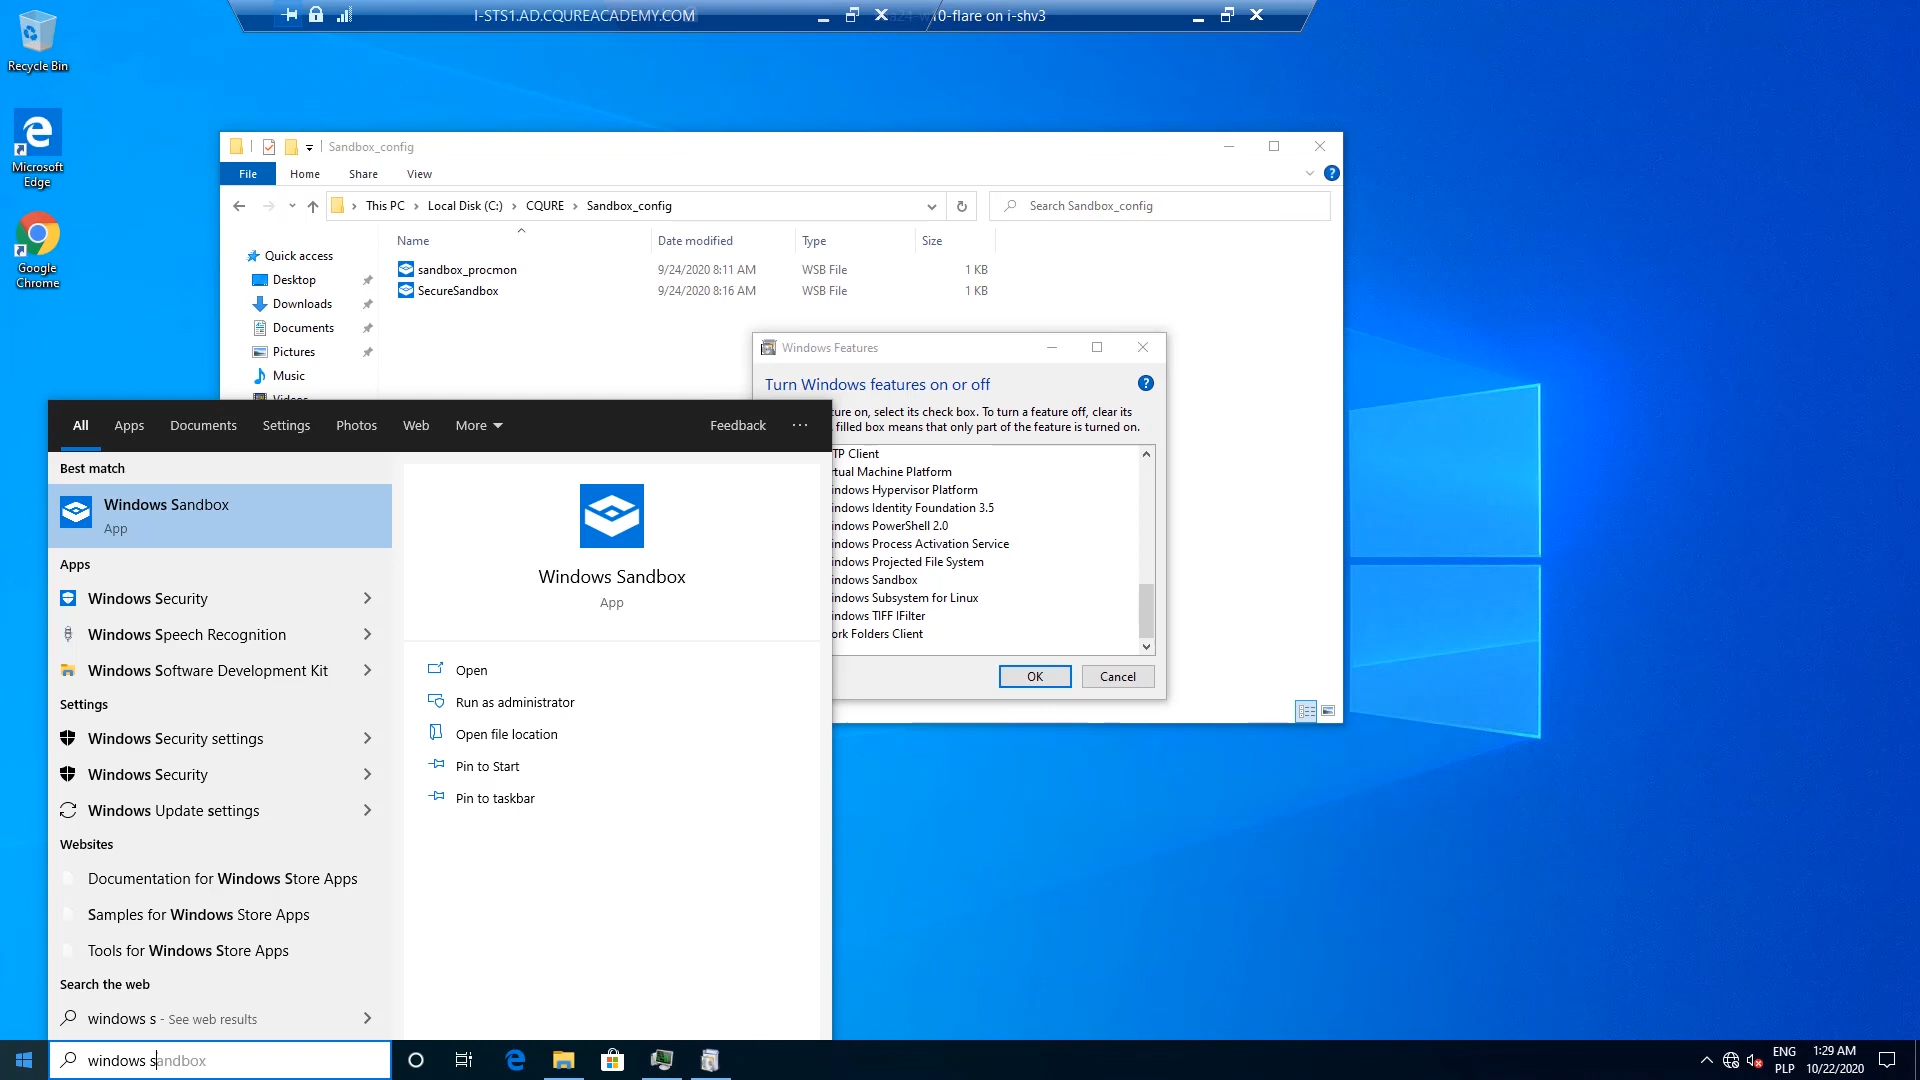 I-STS1.AD.CQUREACADEMY.COM
10-flare on i-shv3
Recycle Bin
Microsoft
Edge
Google
Chrome
Sandbox_config
File
Home
Share
View
This PC
Local Disk (C:)
CQURE
Sandbox_config
Search Sandbox_config
Name
Date modified
Type
Size
sandbox_procmon
9/24/2020 8:11 AM
WSB File
1 KB
SecureSandbox
9/24/2020 8:16 AM
WSB File
1 KB
Quick access
Desktop
Downloads
Documents
Pictures
Music
Videos
Windows Features
Turn Windows features on or off
ure on, select its check box. To turn a feature off, clear its
filled box means that only part of the feature is turned on.
TP Client
rtual Machine Platform
indows Hypervisor Platform
indows Identity Foundation 3.5
indows PowerShell 2.0
indows Process Activation Service
indows Projected File System
indows Sandbox
indows Subsystem for Linux
indows TIFF IFilter
ork Folders Client
OK
Cancel
All
Apps
Documents
Settings
Photos
Web
More
Feedback
Best match
Windows Sandbox
App
Apps
Windows Security
Windows Speech Recognition
Windows Software Development Kit
Settings
Windows Security settings
Windows Security
Windows Update settings
Websites
Documentation for Windows Store Apps
Samples for Windows Store Apps
Tools for Windows Store Apps
Search the web
windows s - See web results
Windows Sandbox
App
Open
Run as administrator
Open file location
Pin to Start
Pin to taskbar
windows sandbox
ENG
PLP
1:29 AM
10/22/2020